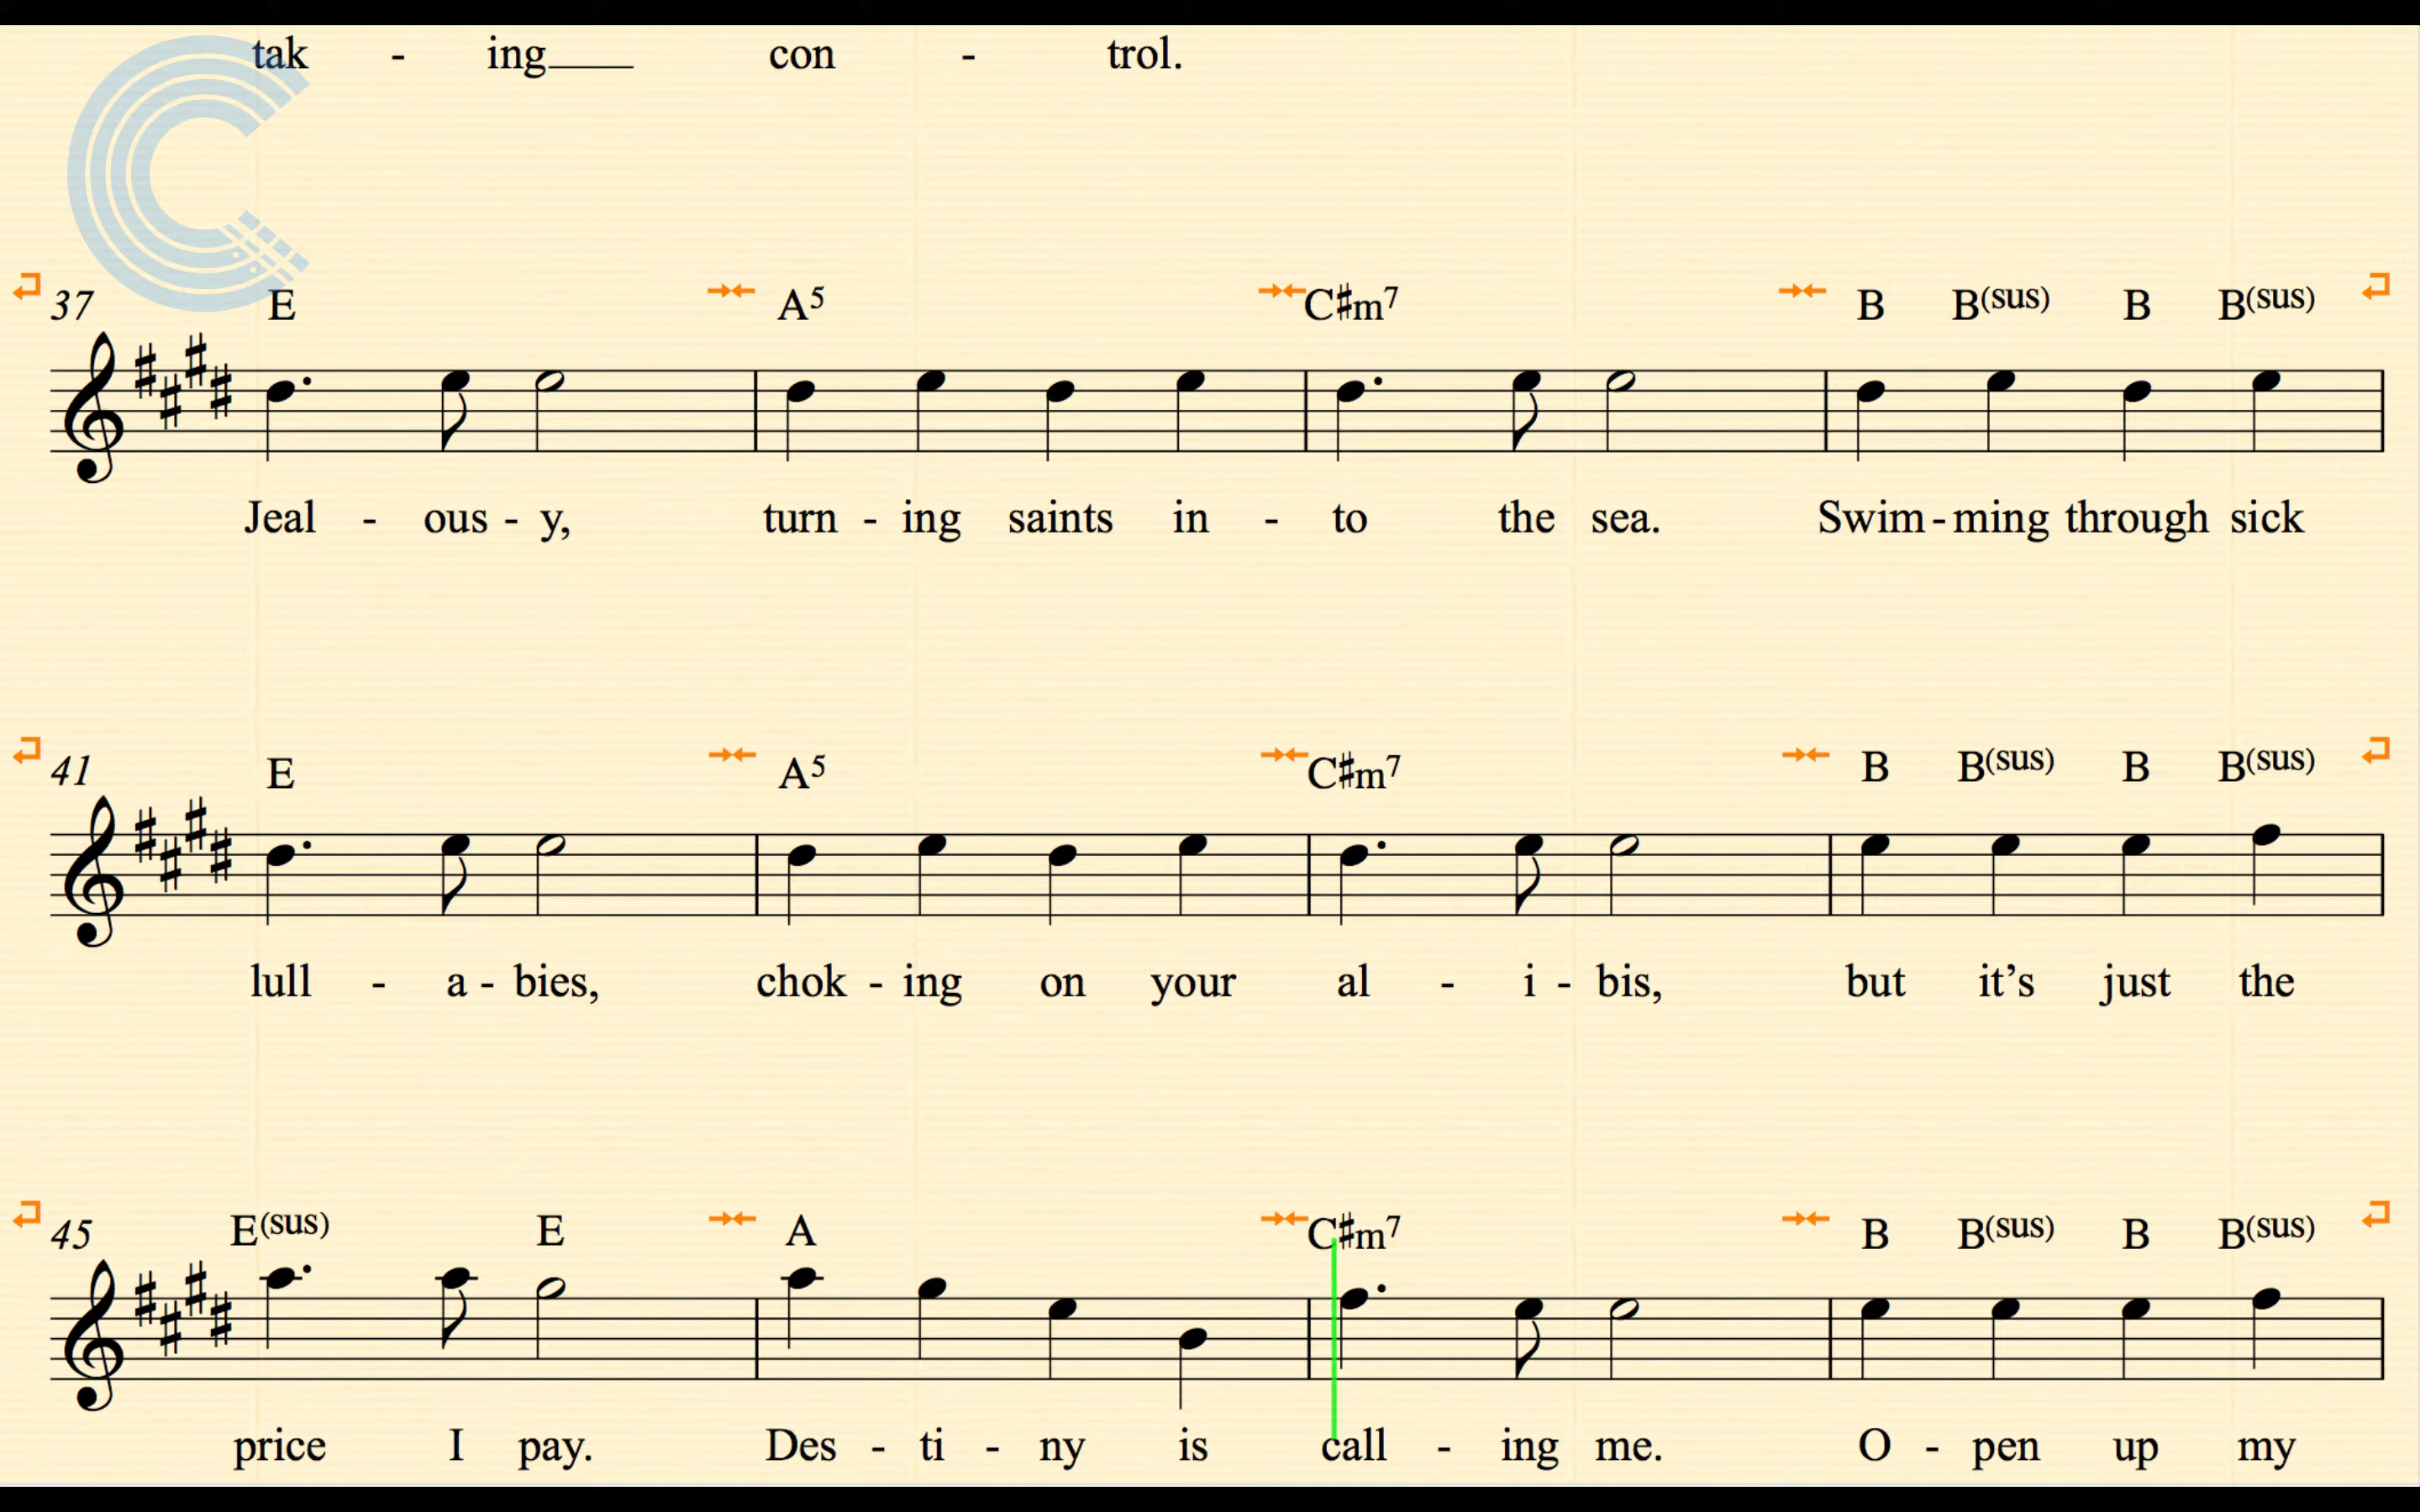 tak - ing___ con - trol.
37 E A5 C♯m7 B B(sus) B B(sus)
Jeal - ous - y, turn - ing saints in - to the sea. Swim - ming through sick
41 E A5 C♯m7 B B(sus) B B(sus)
lull - a - bies, chok - ing on your al - i - bis, but it’s just the
45 E(sus) E A C♯m7 B B(sus) B B(sus)
price I pay. Des - ti - ny is call - ing me. O - pen up my